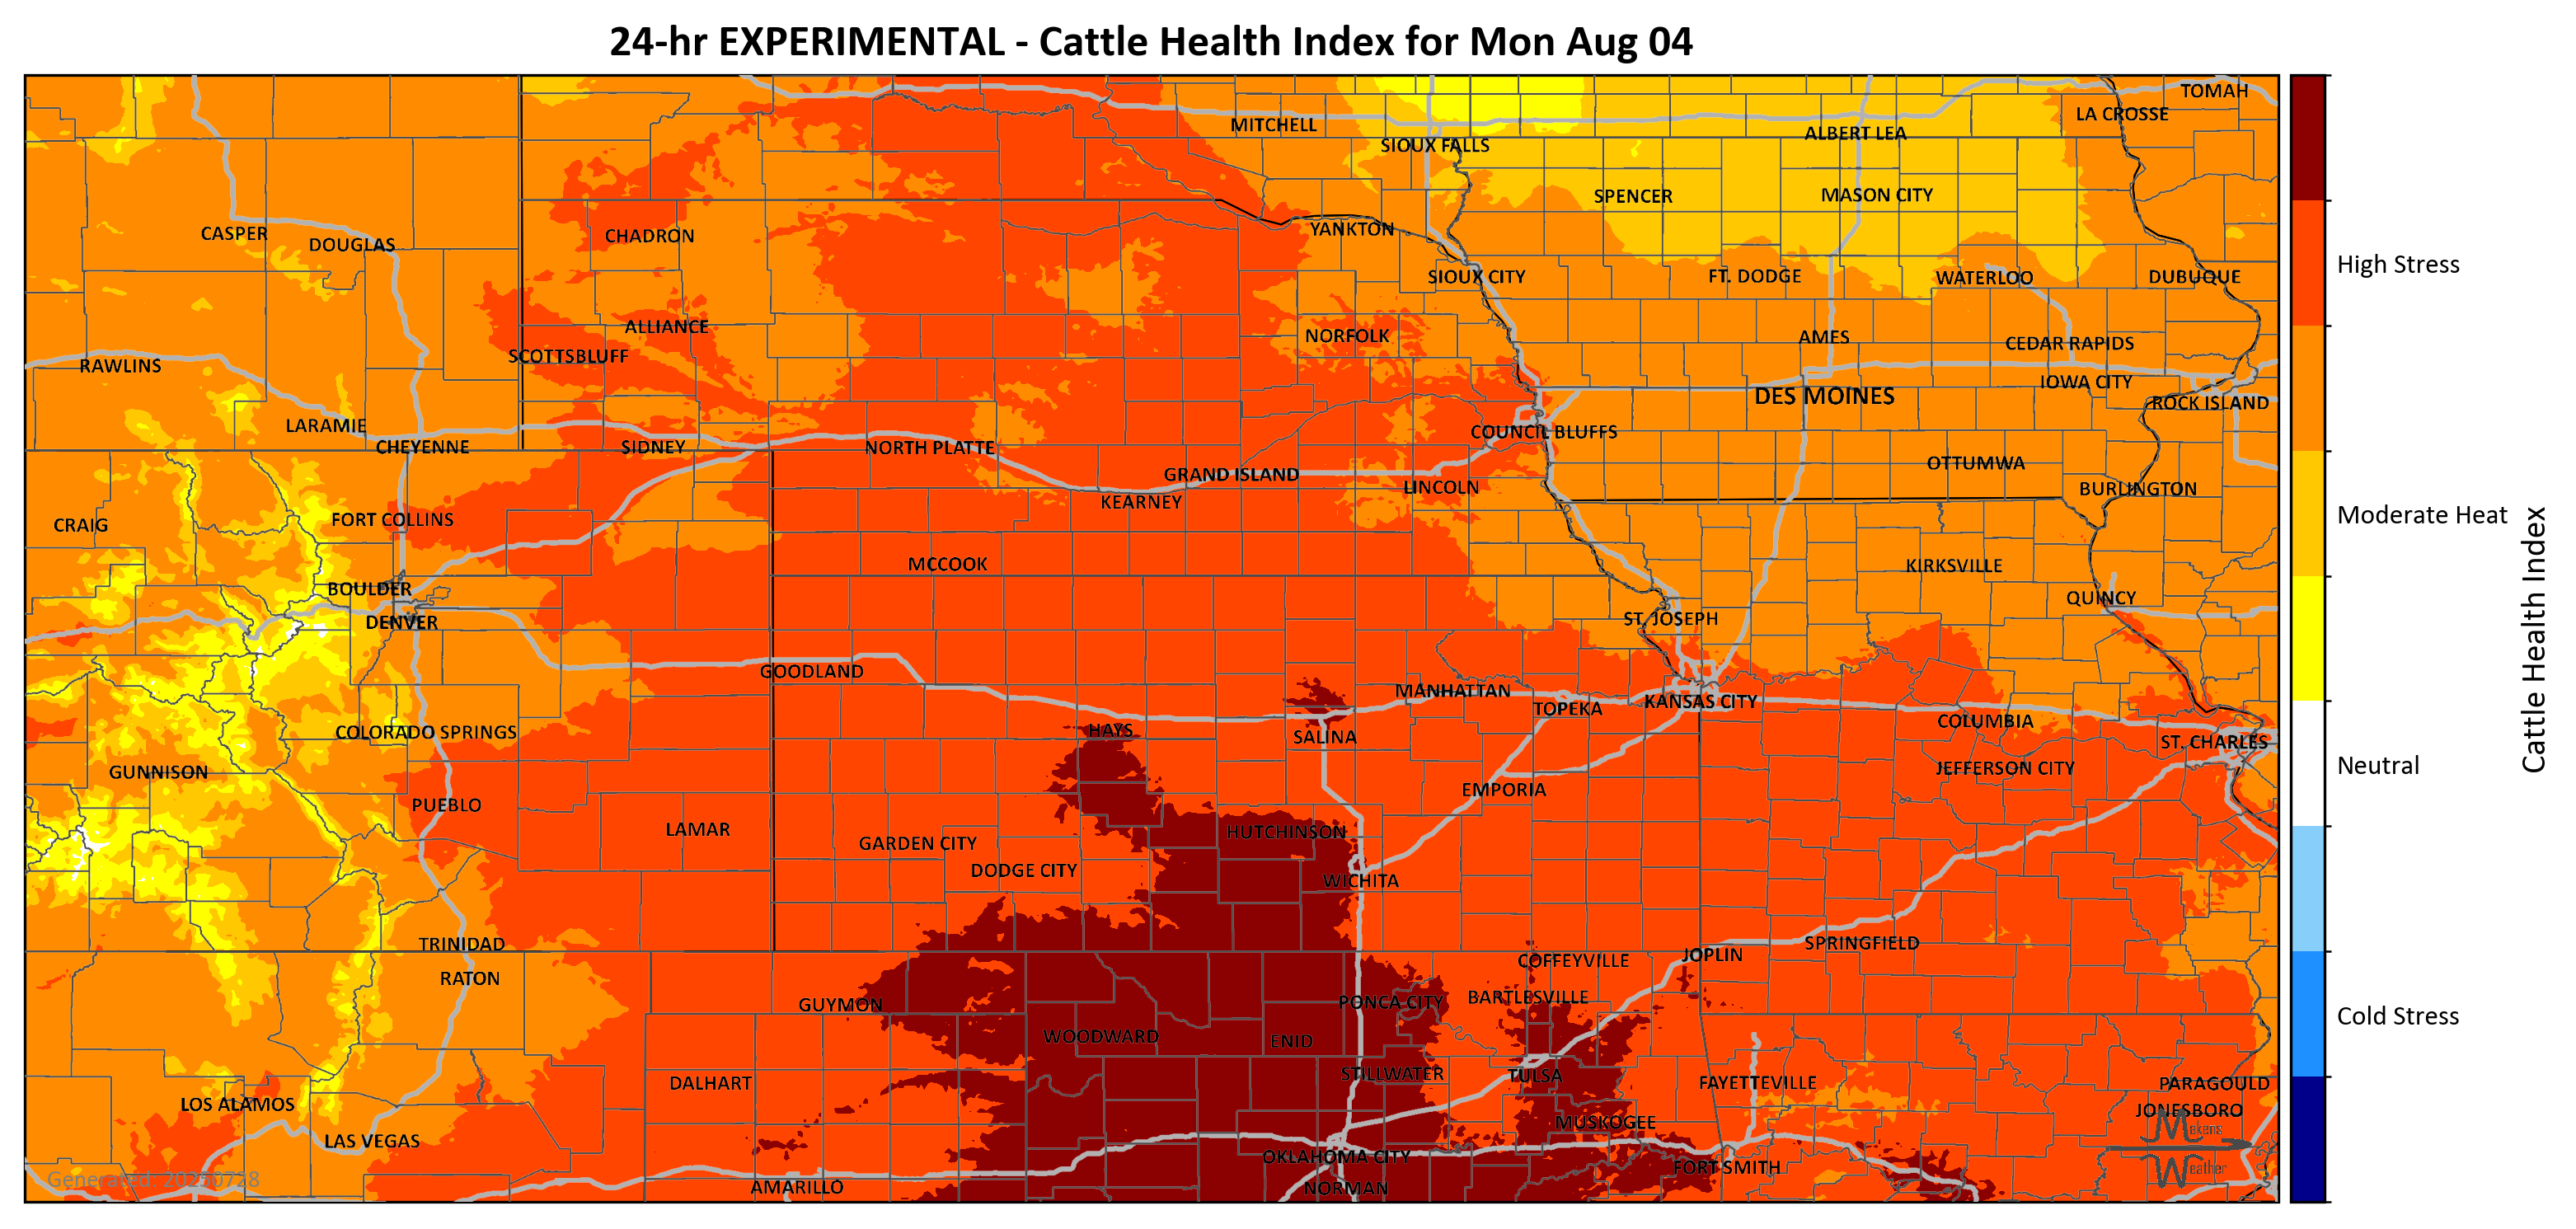 24-hr EXPERIMENTAL - Cattle Health Index for Mon Aug 04
TOMAH
LA CROSSE
MITCHELL
ALBERT LEA
SIOUX FALLS
SPENCER
MASON CITY
CASPER
DOUGLAS
CHADRON
YANKTON
SIOUX CITY
FT. DODGE
WATERLOO
DUBUQUE
ALLIANCE
SCOTTSBLUFF
NORFOLK
AMES
CEDAR RAPIDS
RAWLINS
IOWA CITY
DES MOINES
ROCK ISLAND
LARAMIE
CHEYENNE
SIDNEY
NORTH PLATTE
COUNCIL BLUFFS
GRAND ISLAND
OTTUMWA
LINCOLN
BURLINGTON
KEARNEY
CRAIG
FORT COLLINS
MCCOOK
KIRKSVILLE
BOULDER
QUINCY
DENVER
ST. JOSEPH
GOODLAND
MANHATTAN
TOPEKA
KANSAS CITY
COLUMBIA
COLORADO SPRINGS
HAYS
SALINA
ST. CHARLES
GUNNISON
JEFFERSON CITY
PUEBLO
EMPORIA
LAMAR
HUTCHINSON
GARDEN CITY
DODGE CITY
WICHITA
TRINIDAD
SPRINGFIELD
COFFEYVILLE
JOPLIN
RATON
GUYMON
PONCA CITY
BARTLESVILLE
WOODWARD
ENID
DALHART
STILLWATER
TULSA
FAYETTEVILLE
PARAGOULD
LOS ALAMOS
JONESBORO
MUSKOGEE
LAS VEGAS
OKLAHOMA CITY
FORT SMITH
AMARILLO
NORMAN
Generated: 20250728
Makens
Weather
High Stress
Moderate Heat
Neutral
Cold Stress
Cattle Health Index